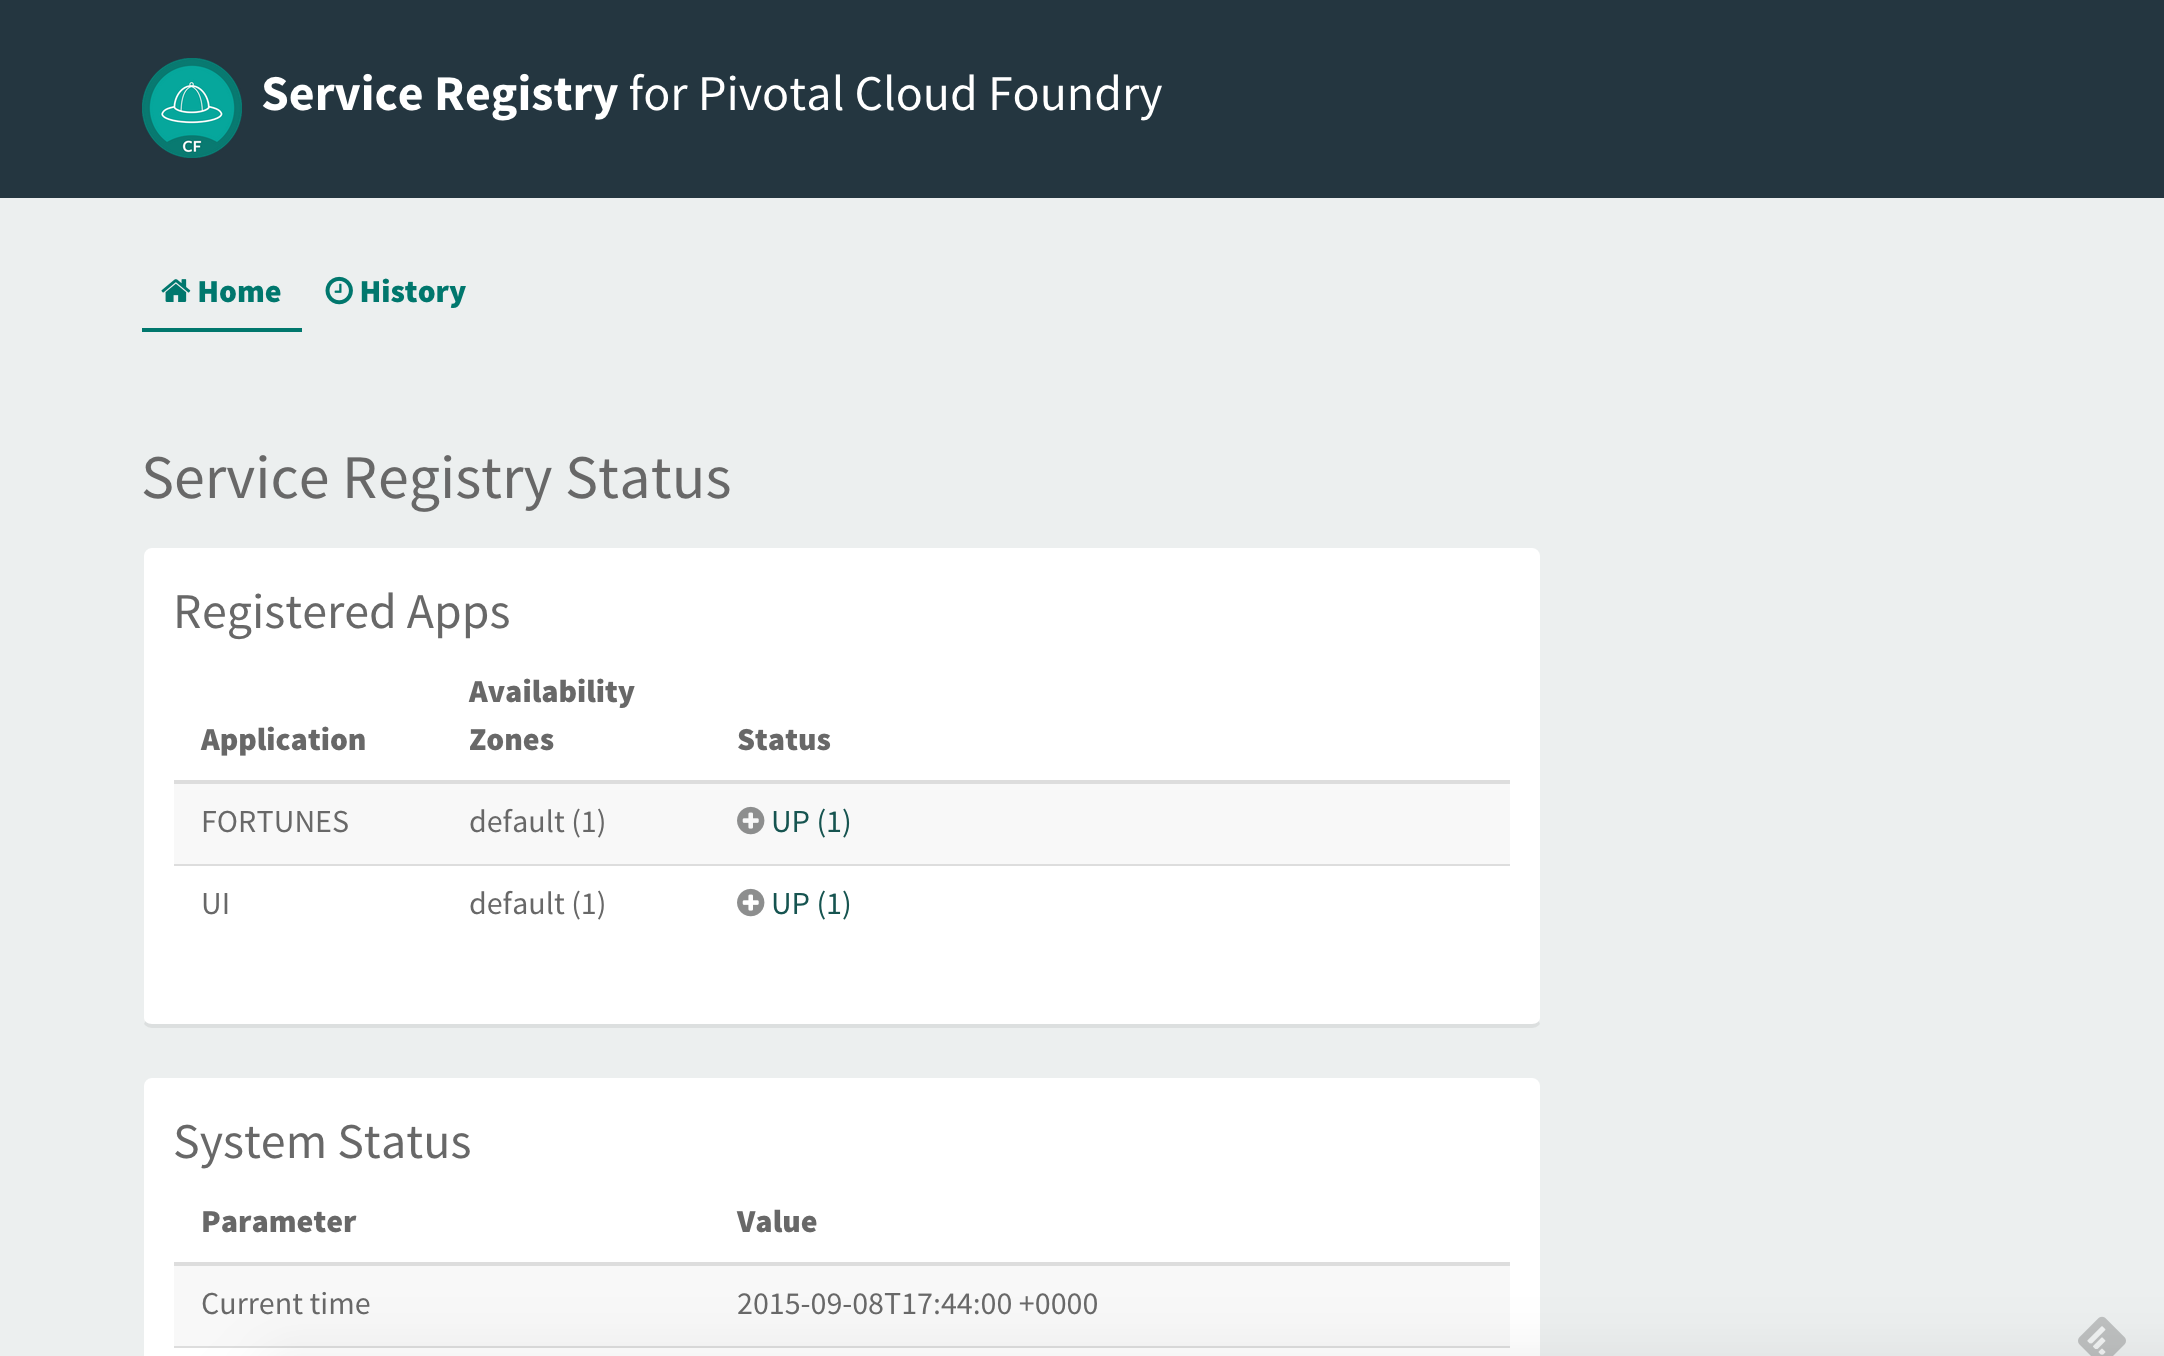 Service Registry for Pivotal Cloud Foundry
CF
Home History
Service Registry Status
Registered Apps
Availability
Application Zones Status
FORTUNES default (1) UP (1)
UI default (1) UP (1)
System Status
Parameter Value
Current time 2015-09-08T17:44:00 +0000